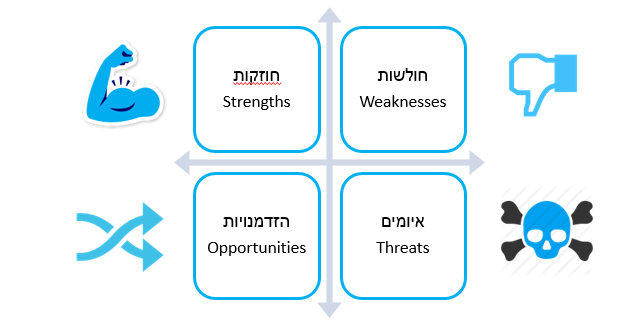 חוזקות
Strengths
חולשות
Weaknesses
הזדמנויות
Opportunities
איומים
Threats